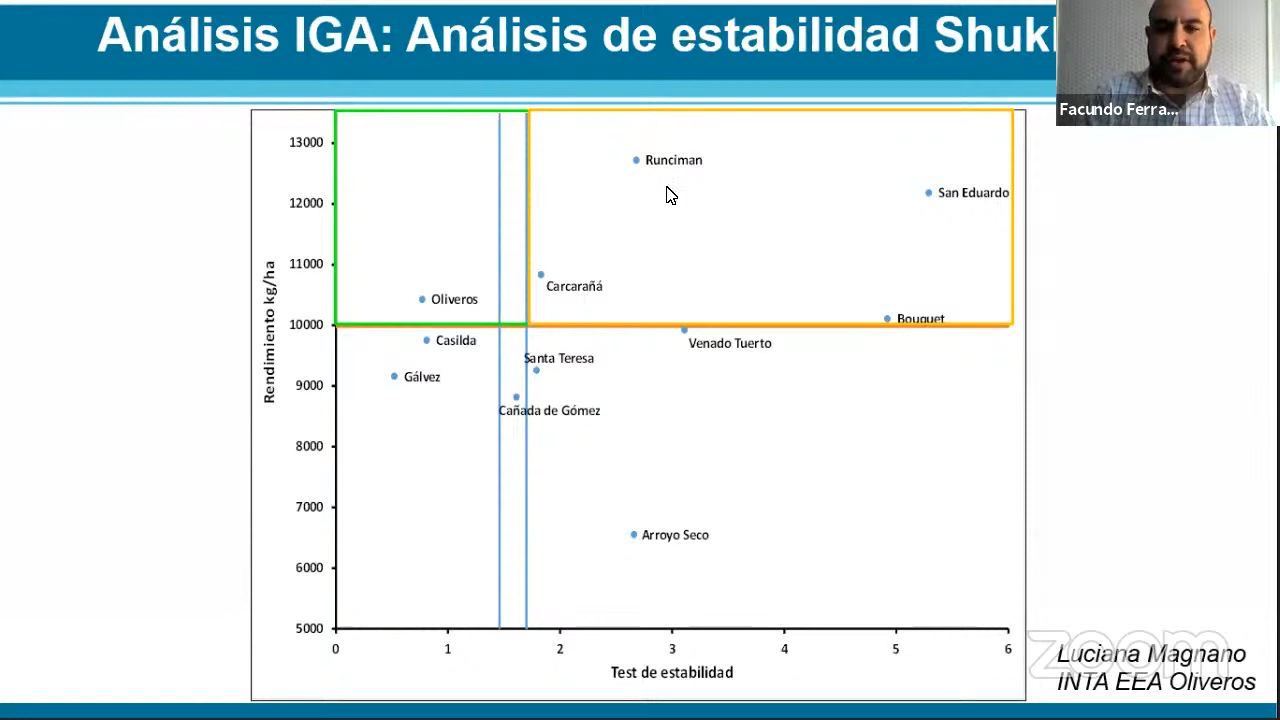 Análisis IGA: Análisis de estabilidad Shuk
Facundo Ferra...
13000
12000
11000
10000
9000
8000
7000
6000
5000
Rendimiento kg/ha
Runciman
San Eduardo
Carcarañá
Oliveros
Bouquet
Casilda
Venado Tuerto
Santa Teresa
Gálvez
Cañada de Gómez
Arroyo Seco
0 1 2 3 4 5 6
Test de estabilidad
zoom
Luciana Magnano
INTA EEA Oliveros